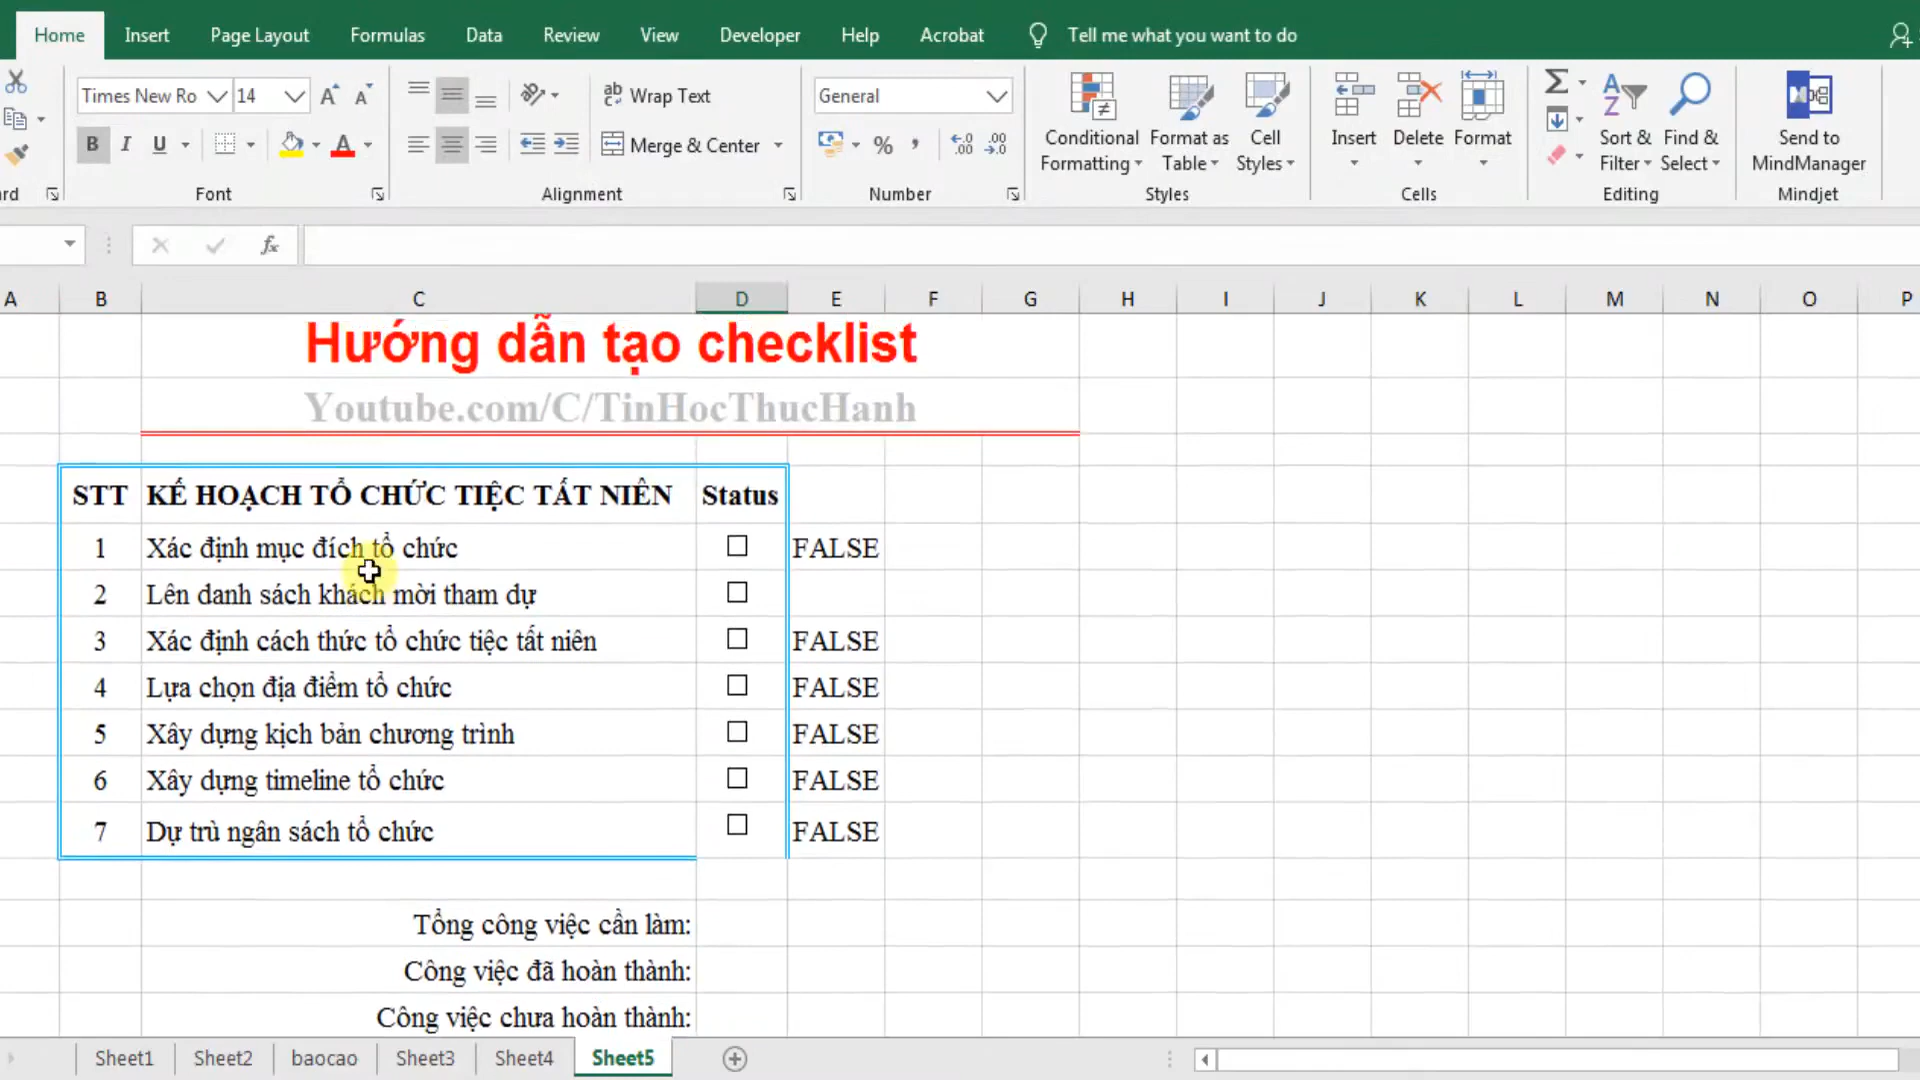 Home Insert Page Layout Formulas Data Review View Developer Help Acrobat Tell me what you want to do
Times New Ro 14 Wrap Text General
B I U Merge & Center % ,
Conditional Formatting Format as Table Cell Styles Insert Delete Format Sort & Filter Find & Select Send to MindManager
rd Font Alignment Number Styles Cells Editing Mindjet
fx
A B C D E F G H I J K L M N O P
Hướng dẫn tạo checklist
Youtube.com/C/TinHocThucHanh
STT KẾ HOẠCH TỔ CHỨC TIỆC TẤT NIÊN Status
1 Xác định mục đích tổ chức FALSE
2 Lên danh sách khách mời tham dự
3 Xác định cách thức tổ chức tiệc tất niên FALSE
4 Lựa chọn địa điểm tổ chức FALSE
5 Xây dựng kịch bản chương trình FALSE
6 Xây dựng timeline tổ chức FALSE
7 Dự trù ngân sách tổ chức FALSE
Tổng công việc cần làm:
Công việc đã hoàn thành:
Công việc chưa hoàn thành:
Sheet1 Sheet2 baocao Sheet3 Sheet4 Sheet5